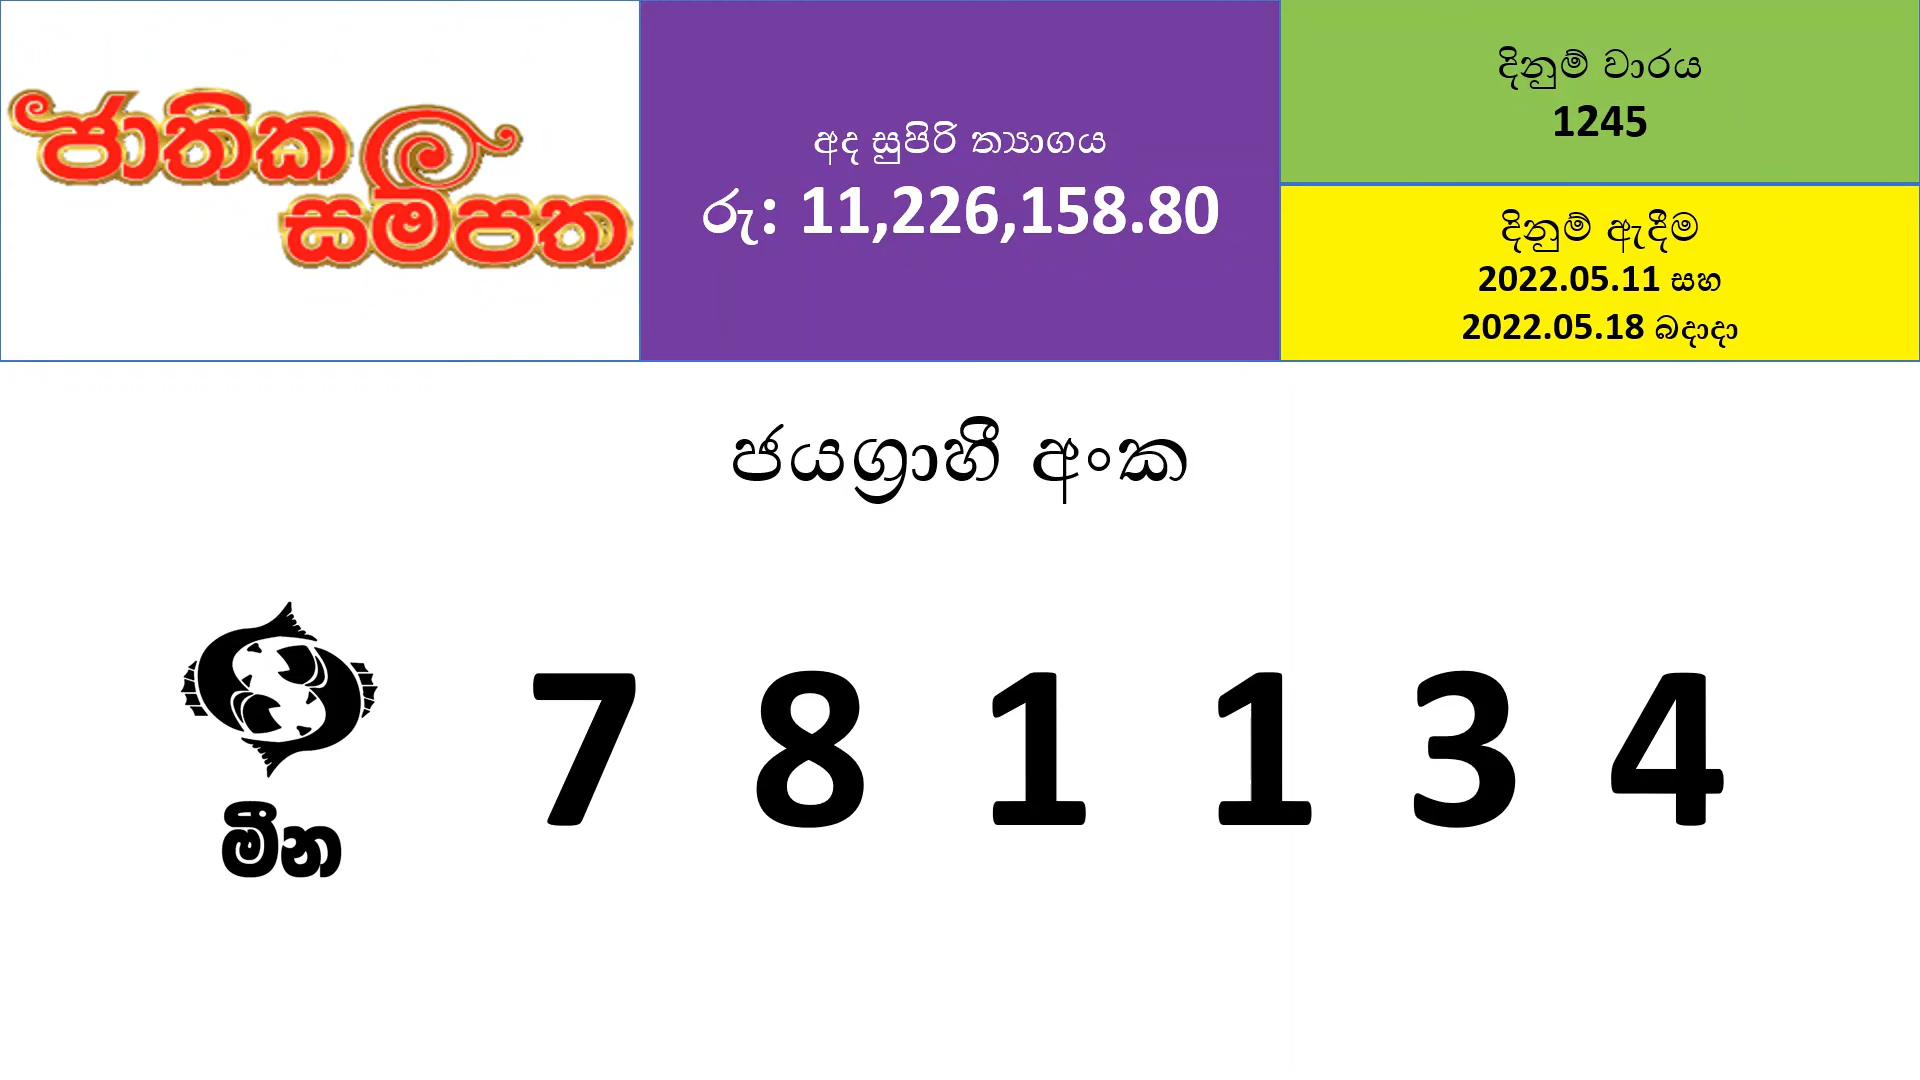 ජාතික
සම්පත
අද සුපිරි ත්‍යාගය
රු: 11,226,158.80
දිනුම් වාරය
1245
දිනුම් ඇදීම
2022.05.11 සහ
2022.05.18 බදාදා
ජයග්‍රාහී අංක
7 8 1 1 3 4
මීන